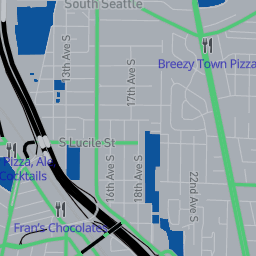 South Seattle
13th Ave S
17th Ave S
Breezy Town Pizza
S Lucile St
Pizza, Ale
Cocktails
16th Ave S
18th Ave S
22nd Ave S
Fran's Chocolates